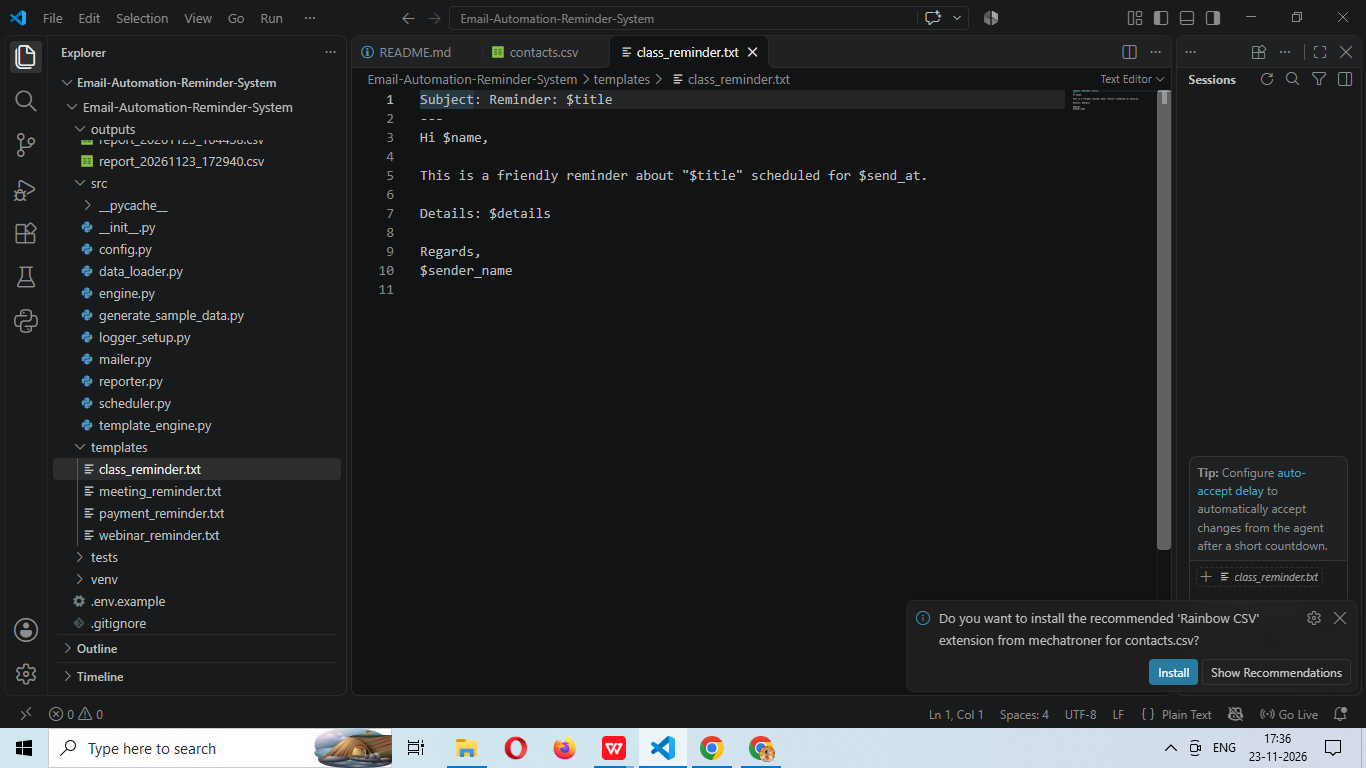 File Edit Selection View Go Run ···
Email-Automation-Reminder-System
Explorer
···
Email-Automation-Reminder-System
Email-Automation-Reminder-System
outputs
report_20261123_164458.csv
report_20261123_172940.csv
src
__pycache__
__init__.py
config.py
data_loader.py
engine.py
generate_sample_data.py
logger_setup.py
mailer.py
reporter.py
scheduler.py
template_engine.py
templates
class_reminder.txt
meeting_reminder.txt
payment_reminder.txt
webinar_reminder.txt
tests
venv
.env.example
.gitignore
Outline
Timeline
README.md contacts.csv class_reminder.txt
Email-Automation-Reminder-System > templates > class_reminder.txt
Text Editor
1 Subject: Reminder: $title
2 ---
3 Hi $name,
4
5 This is a friendly reminder about "$title" scheduled for $send_at.
6
7 Details: $details
8
9 Regards,
10 $sender_name
11
Sessions
Tip: Configure auto-
accept delay to
automatically accept
changes from the agent
after a short countdown.
class_reminder.txt
Do you want to install the recommended 'Rainbow CSV'
extension from mechatroner for contacts.csv?
Install Show Recommendations
0 0
Ln 1, Col 1 Spaces: 4 UTF-8 LF { } Plain Text Go Live
Type here to search
ENG
17:36
23-11-2026